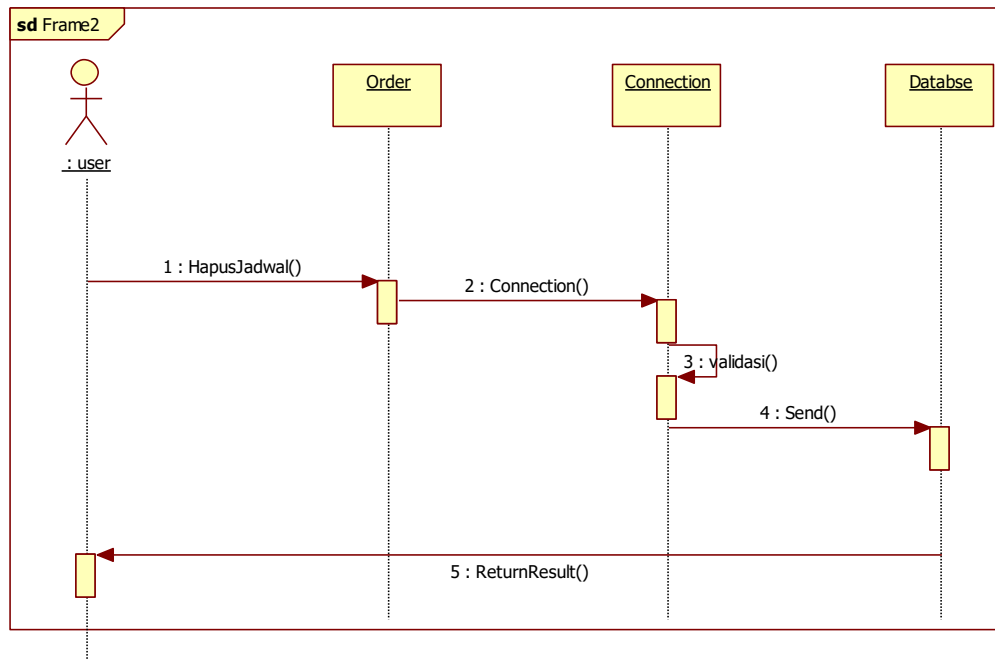 sd Frame2
Order
Connection
Databse
: user
1 : HapusJadwal()
2 : Connection()
3 : validasi()
4 : Send()
5 : ReturnResult()